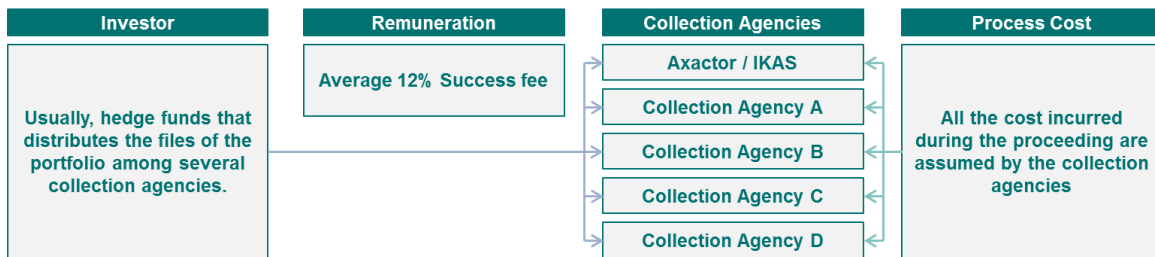 Investor
Usually, hedge funds that
distributes the files of the
portfolio among several
collection agencies.
Remuneration
Average 12% Success fee
Collection Agencies
Axactor / IKAS
Collection Agency A
Collection Agency B
Collection Agency C
Collection Agency D
Process Cost
All the cost incurred
during the proceeding are
assumed by the collection
agencies